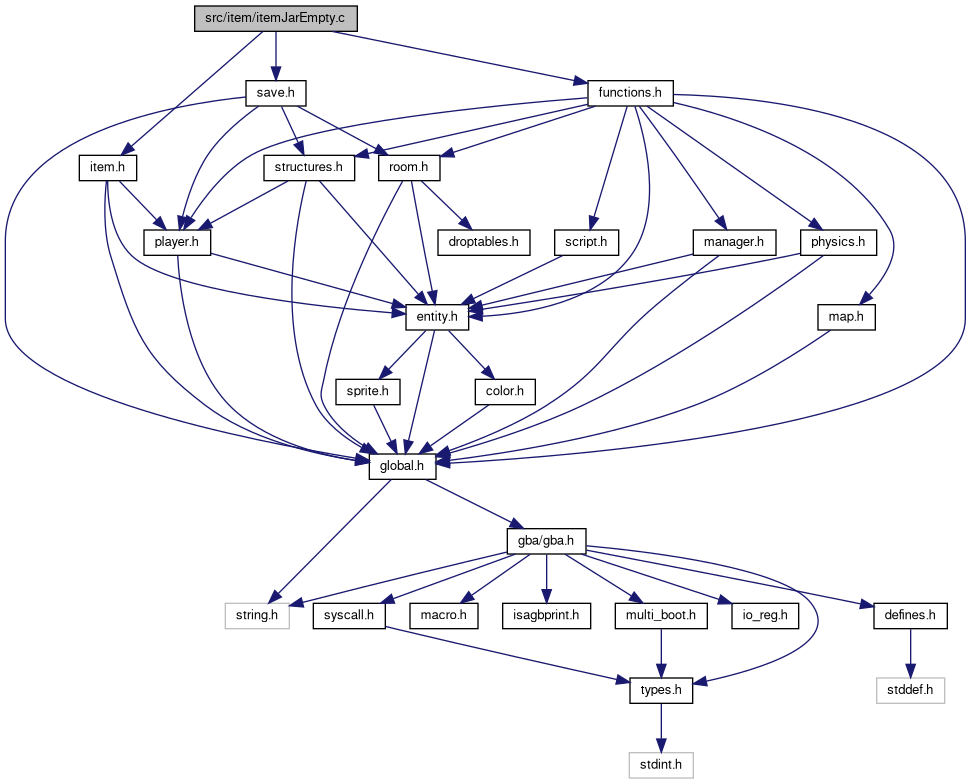 src/item/itemJarEmpty.c
save.h
functions.h
item.h
structures.h
room.h
player.h
droptables.h
script.h
manager.h
physics.h
entity.h
map.h
sprite.h
color.h
global.h
gba/gba.h
string.h
syscall.h
macro.h
isagbprint.h
multi_boot.h
io_reg.h
defines.h
types.h
stddef.h
stdint.h